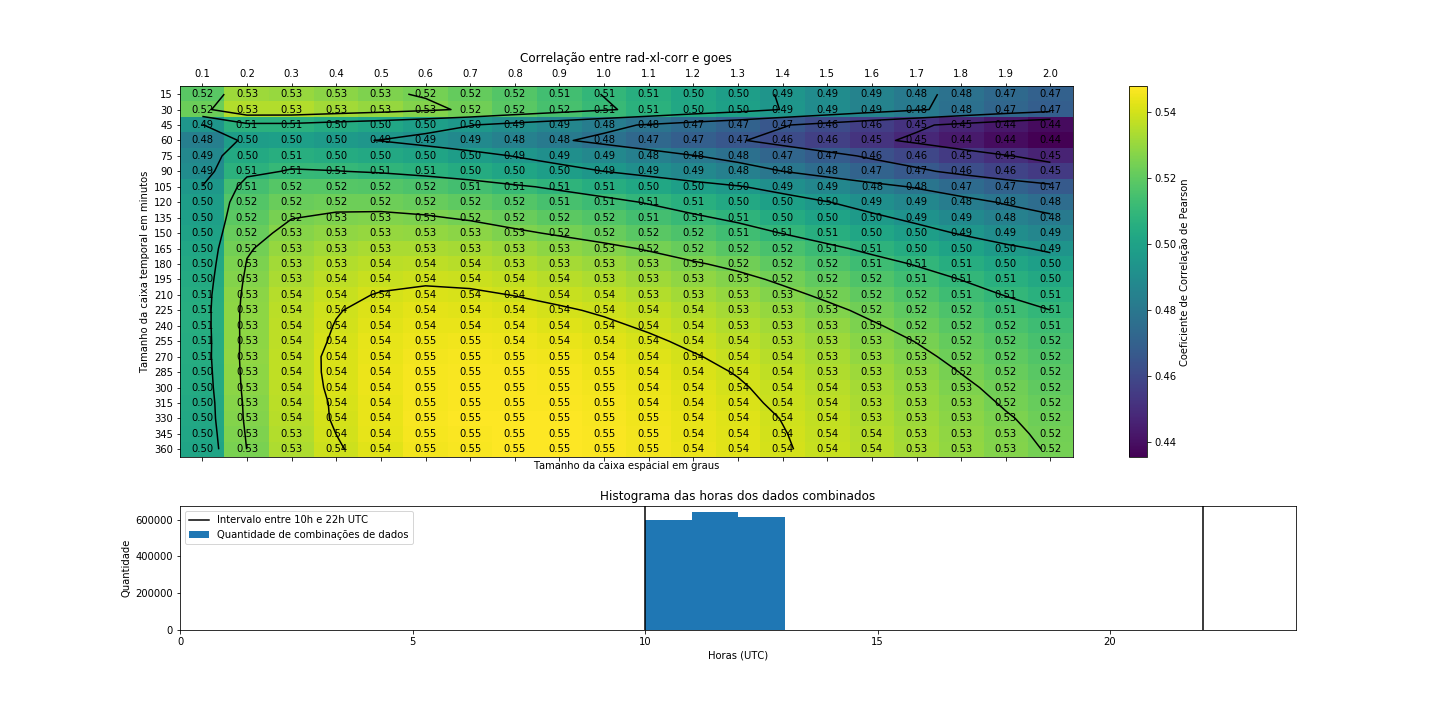 Correlação entre rad-xl-corr e goes
0.1 0.2 0.3 0.4 0.5 0.6 0.7 0.8 0.9 1.0 1.1 1.2 1.3 1.4 1.5 1.6 1.7 1.8 1.9 2.0
15 0.52 0.53 0.53 0.53 0.53 0.52 0.52 0.52 0.51 0.51 0.51 0.50 0.50 0.49 0.49 0.49 0.48 0.48 0.47 0.47
30 0.52 0.53 0.53 0.53 0.53 0.53 0.52 0.52 0.52 0.51 0.51 0.50 0.50 0.49 0.49 0.49 0.48 0.48 0.47 0.47
45 0.49 0.51 0.51 0.50 0.50 0.50 0.50 0.49 0.49 0.48 0.48 0.47 0.47 0.47 0.46 0.46 0.45 0.45 0.44 0.44
60 0.48 0.50 0.50 0.50 0.49 0.49 0.49 0.48 0.48 0.48 0.47 0.47 0.47 0.46 0.46 0.45 0.45 0.44 0.44 0.44
75 0.49 0.50 0.51 0.50 0.50 0.50 0.50 0.49 0.49 0.49 0.48 0.48 0.48 0.47 0.47 0.46 0.46 0.45 0.45 0.45
90 0.49 0.51 0.51 0.51 0.51 0.51 0.50 0.50 0.50 0.49 0.49 0.49 0.48 0.48 0.48 0.47 0.47 0.46 0.46 0.45
105 0.50 0.51 0.52 0.52 0.52 0.52 0.51 0.51 0.51 0.51 0.50 0.50 0.50 0.49 0.49 0.48 0.48 0.47 0.47 0.47
120 0.50 0.52 0.52 0.52 0.52 0.52 0.52 0.52 0.51 0.51 0.51 0.51 0.50 0.50 0.50 0.49 0.49 0.48 0.48 0.48
135 0.50 0.52 0.52 0.53 0.53 0.53 0.52 0.52 0.52 0.52 0.51 0.51 0.51 0.50 0.50 0.50 0.49 0.49 0.48 0.48
150 0.50 0.52 0.53 0.53 0.53 0.53 0.53 0.53 0.52 0.52 0.52 0.52 0.51 0.51 0.51 0.50 0.50 0.49 0.49 0.49
165 0.50 0.52 0.53 0.53 0.53 0.53 0.53 0.53 0.53 0.53 0.52 0.52 0.52 0.52 0.51 0.51 0.50 0.50 0.50 0.49
180 0.50 0.53 0.53 0.54 0.54 0.54 0.54 0.53 0.53 0.53 0.53 0.53 0.52 0.52 0.52 0.51 0.51 0.51 0.50 0.50
195 0.50 0.53 0.53 0.54 0.54 0.54 0.54 0.54 0.54 0.53 0.53 0.53 0.53 0.52 0.52 0.52 0.51 0.51 0.51 0.50
210 0.51 0.53 0.54 0.54 0.54 0.54 0.54 0.54 0.54 0.54 0.53 0.53 0.53 0.53 0.52 0.52 0.52 0.51 0.51 0.51
225 0.51 0.53 0.54 0.54 0.54 0.54 0.54 0.54 0.54 0.54 0.54 0.53 0.53 0.53 0.53 0.52 0.52 0.52 0.51 0.51
240 0.51 0.53 0.54 0.54 0.54 0.54 0.54 0.54 0.54 0.54 0.54 0.54 0.53 0.53 0.53 0.53 0.52 0.52 0.52 0.51
255 0.51 0.53 0.54 0.54 0.54 0.55 0.55 0.54 0.54 0.54 0.54 0.54 0.54 0.53 0.53 0.53 0.52 0.52 0.52 0.52
270 0.51 0.53 0.54 0.54 0.54 0.55 0.55 0.55 0.55 0.54 0.54 0.54 0.54 0.53 0.53 0.53 0.53 0.52 0.52 0.52
285 0.50 0.53 0.54 0.54 0.54 0.55 0.55 0.55 0.55 0.55 0.54 0.54 0.54 0.54 0.53 0.53 0.53 0.52 0.52 0.52
300 0.50 0.53 0.53 0.54 0.54 0.55 0.55 0.55 0.55 0.55 0.54 0.54 0.54 0.54 0.54 0.53 0.53 0.53 0.52 0.52
315 0.50 0.53 0.53 0.54 0.54 0.54 0.55 0.55 0.55 0.55 0.54 0.54 0.54 0.54 0.54 0.53 0.53 0.53 0.53 0.52
330 0.50 0.53 0.53 0.54 0.54 0.54 0.55 0.55 0.55 0.55 0.55 0.54 0.54 0.54 0.54 0.53 0.53 0.53 0.53 0.52
345 0.50 0.53 0.53 0.54 0.54 0.55 0.55 0.55 0.55 0.55 0.55 0.54 0.54 0.54 0.54 0.54 0.53 0.53 0.53 0.52
360 0.50 0.53 0.53 0.54 0.54 0.55 0.55 0.55 0.55 0.55 0.55 0.54 0.54 0.54 0.54 0.54 0.53 0.53 0.53 0.52
Tamanho da caixa temporal em minutos
Tamanho da caixa espacial em graus
0.54
0.52
0.50
0.48
0.46
0.44
Coeficiente de Correlação de Pearson
Histograma das horas dos dados combinados
Intervalo entre 10h e 22h UTC
Quantidade de combinações de dados
600000
400000
200000
0
Quantidade
0 5 10 15 20
Horas (UTC)